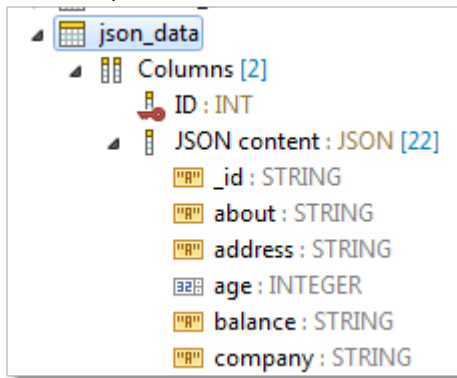 json_data
Columns [2]
ID : INT
JSON content : JSON [22]
"A" _id : STRING
"A" about : STRING
"A" address : STRING
32 age : INTEGER
"A" balance : STRING
"A" company : STRING